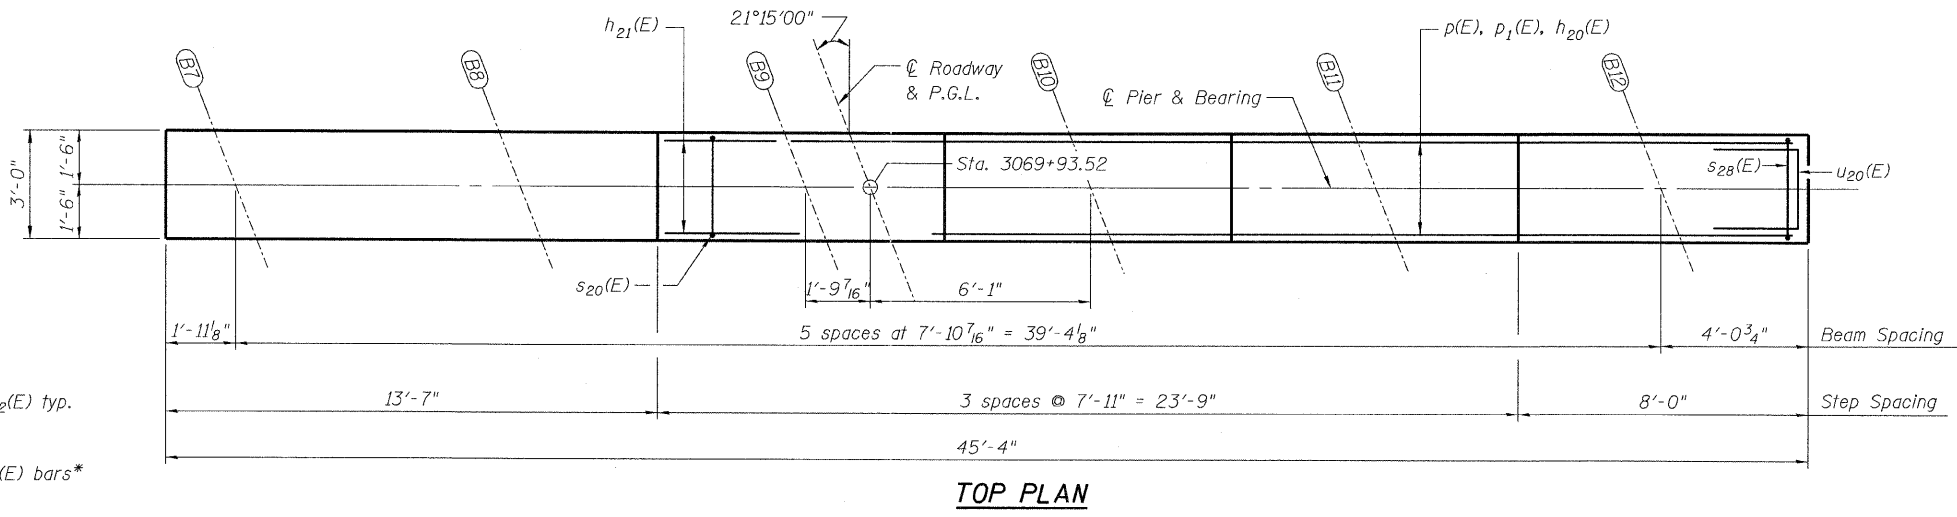 21°15'00"
h21(E)
p(E), p1(E), h20(E)
B7
B8
B9
B10
B11
B12
℄ Roadway
& P.G.L.
℄ Pier & Bearing
3'-0"
1'-6"
1'-6"
Sta. 3069+93.52
s28(E)
u20(E)
s20(E)
1'-9 7/16"
6'-1"
1'-11 1/8"
5 spaces at 7'-10 7/16" = 39'-4 1/8"
4'-0 3/4"
Beam Spacing
2(E) typ.
13'-7"
3 spaces @ 7'-11" = 23'-9"
8'-0"
Step Spacing
45'-4"
(E) bars*
TOP PLAN